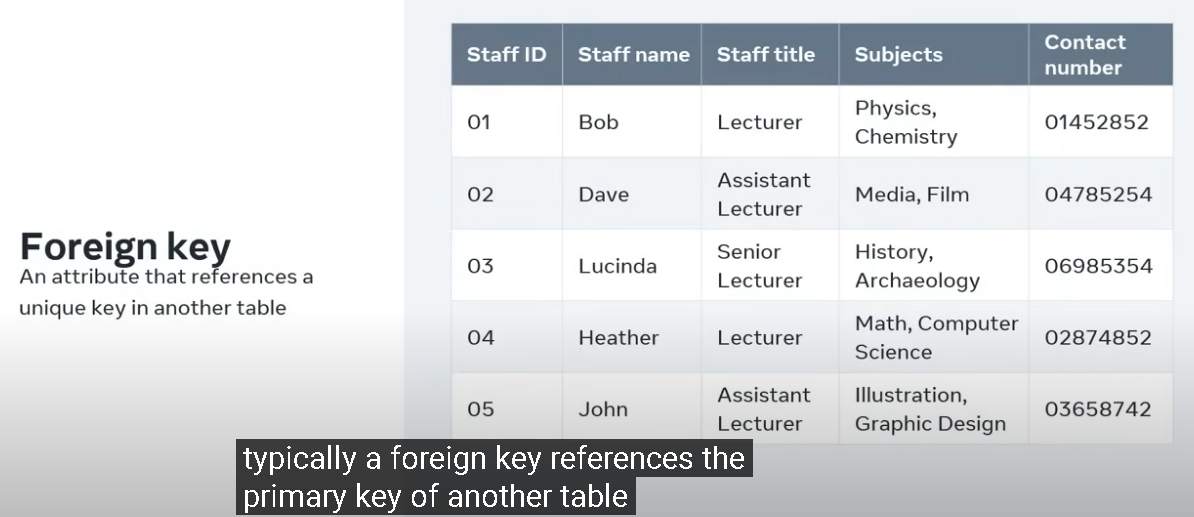 Foreign key
An attribute that references a
unique key in another table
Staff ID Staff name Staff title Subjects Contact number
01 Bob Lecturer Physics, Chemistry 01452852
02 Dave Assistant Lecturer Media, Film 04785254
03 Lucinda Senior Lecturer History, Archaeology 06985354
04 Heather Lecturer Math, Computer Science 02874852
05 John Assistant Lecturer Illustration, Graphic Design 03658742
typically a foreign key references the
primary key of another table